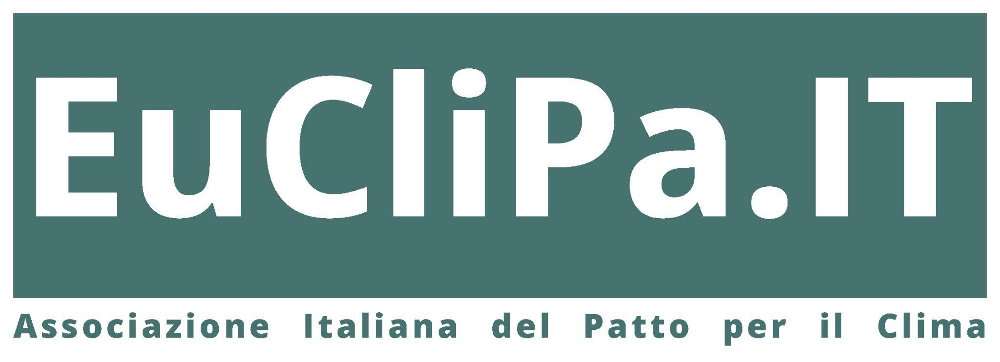 EuCliPa.IT
Associazione Italiana del Patto per il Clima